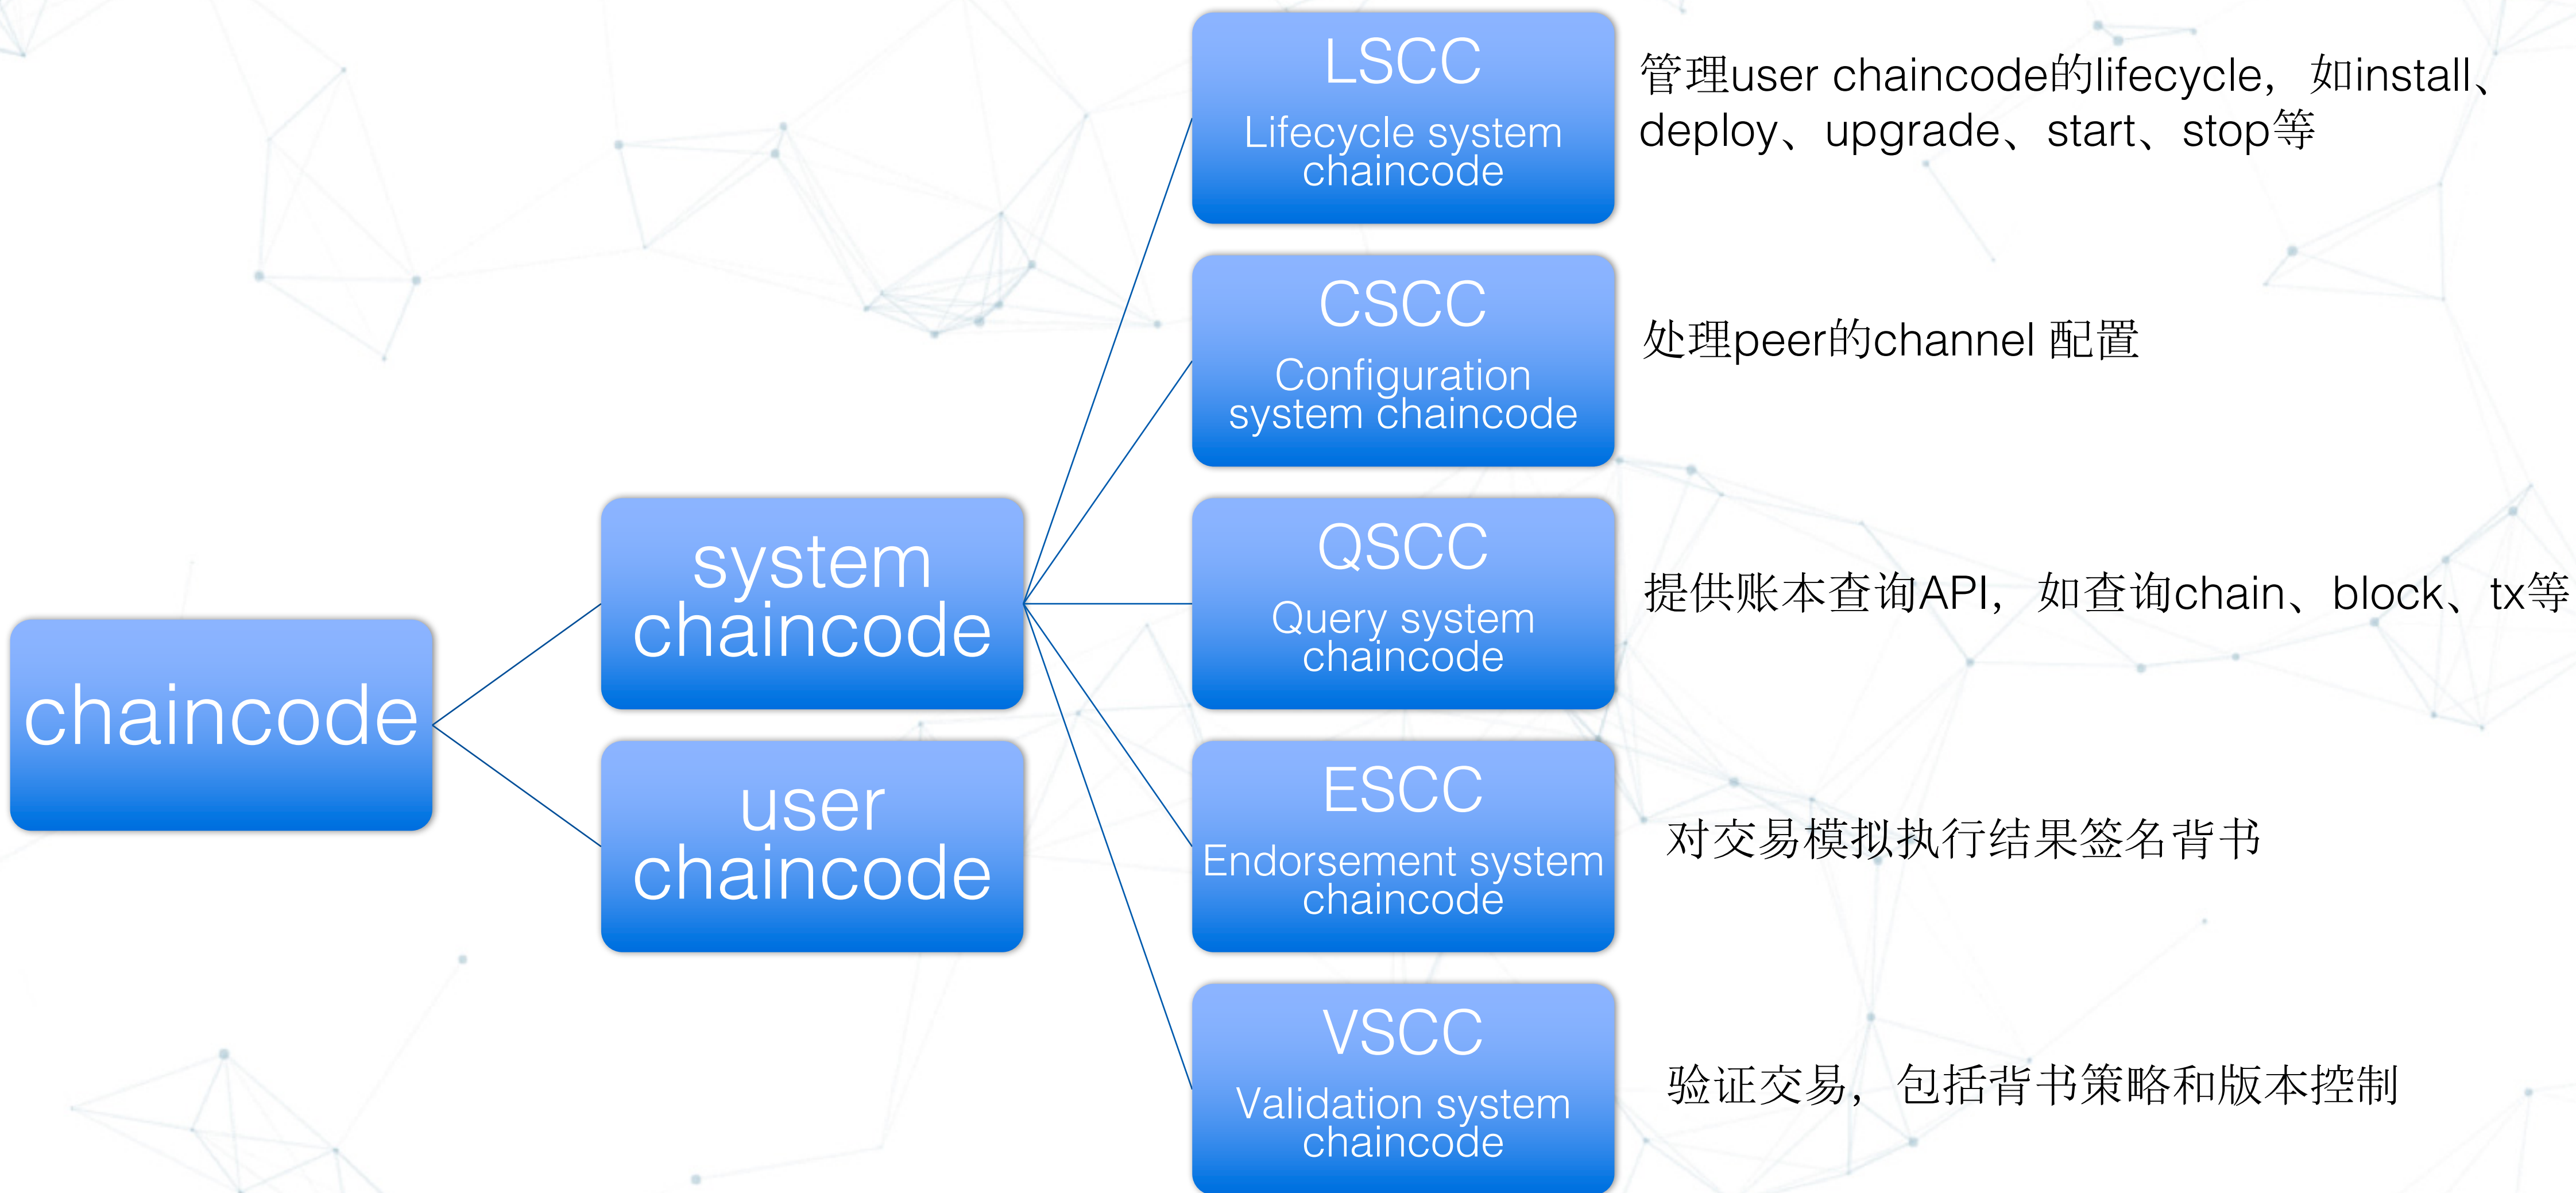 chaincode
system
chaincode
user
chaincode
LSCC
Lifecycle system
chaincode
管理user chaincode的lifecycle，如install、
deploy、upgrade、start、stop等
CSCC
Configuration
system chaincode
处理peer的channel 配置
QSCC
Query system
chaincode
提供账本查询API，如查询chain、block、tx等
ESCC
Endorsement system
chaincode
对交易模拟执行结果签名背书
VSCC
Validation system
chaincode
验证交易，包括背书策略和版本控制